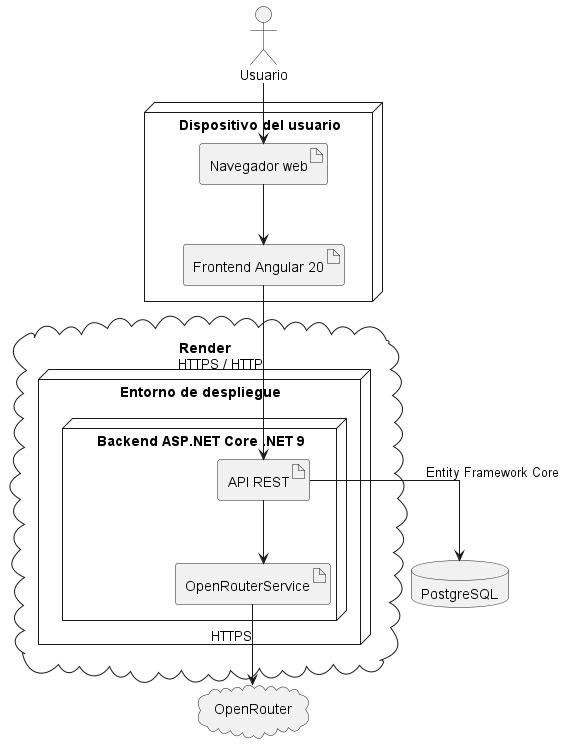 Usuario
Dispositivo del usuario
Navegador web
Frontend Angular 20
Render
HTTPS / HTTP
Entorno de despliegue
Backend ASP.NET Core .NET 9
API REST
Entity Framework Core
OpenRouterService
PostgreSQL
HTTPS
OpenRouter